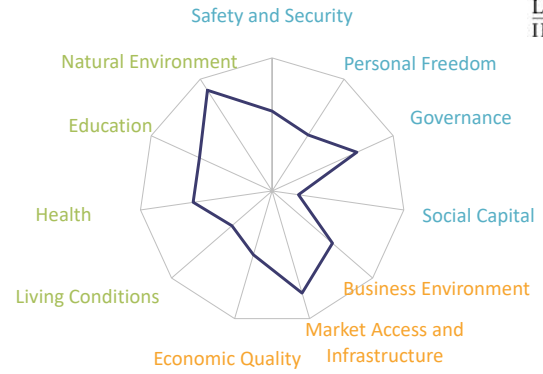 Safety and Security
Natural Environment
Personal Freedom
Education
Governance
Health
Social Capital
Living Conditions
Business Environment
Market Access and
Infrastructure
Economic Quality